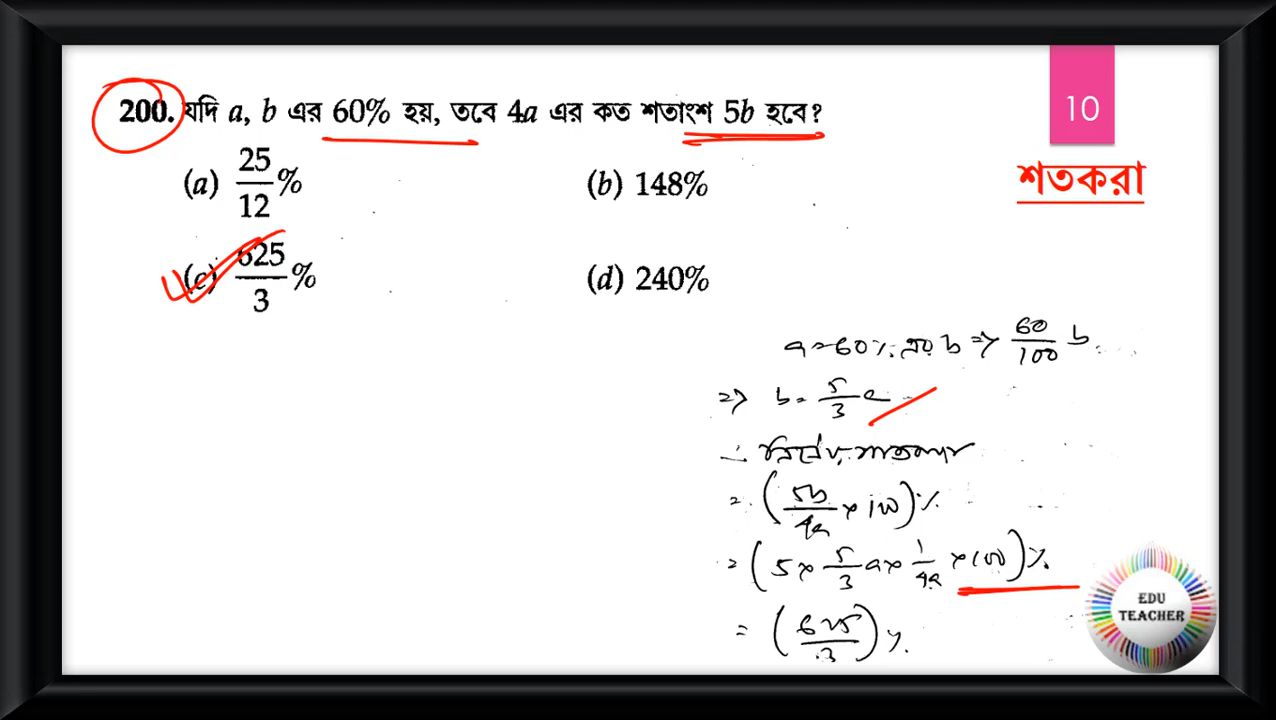 200. যদি a, b এর 60% হয়, তবে 4a এর কত শতাংশ 5b হবে?
10
শতকরা
(a) 25/12 %
(b) 148%
(c) 625/3 %
(d) 240%
a = 60% এর b => 60/100 b
=> b = 5/3 a
∴ নির্ণেয় শতকরা
= (5b/4a × 100) %
= (5 × 5/3 a × 1/4a × 100) %
= (625/3) %
EDU
TEACHER